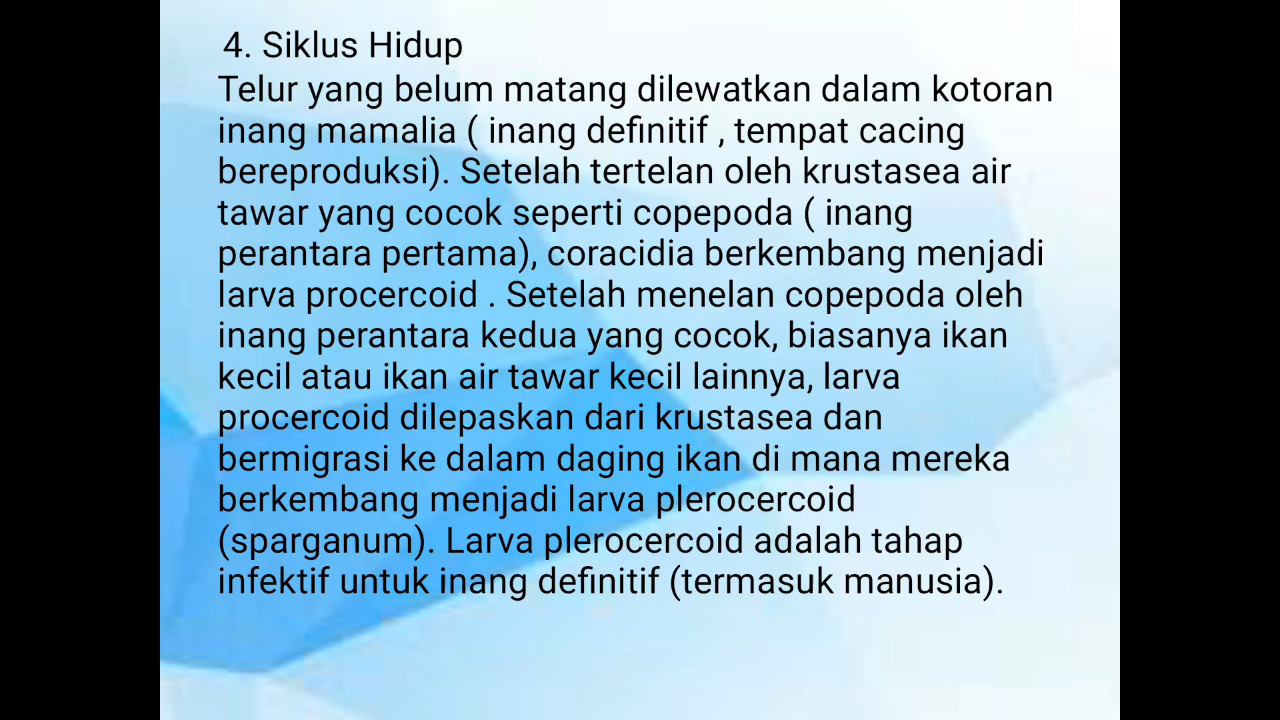 4. Siklus Hidup
Telur yang belum matang dilewatkan dalam kotoran
inang mamalia ( inang definitif , tempat cacing
bereproduksi). Setelah tertelan oleh krustasea air
tawar yang cocok seperti copepoda ( inang
perantara pertama), coracidia berkembang menjadi
larva procercoid . Setelah menelan copepoda oleh
inang perantara kedua yang cocok, biasanya ikan
kecil atau ikan air tawar kecil lainnya, larva
procercoid dilepaskan dari krustasea dan
bermigrasi ke dalam daging ikan di mana mereka
berkembang menjadi larva plerocercoid
(sparganum). Larva plerocercoid adalah tahap
infektif untuk inang definitif (termasuk manusia).